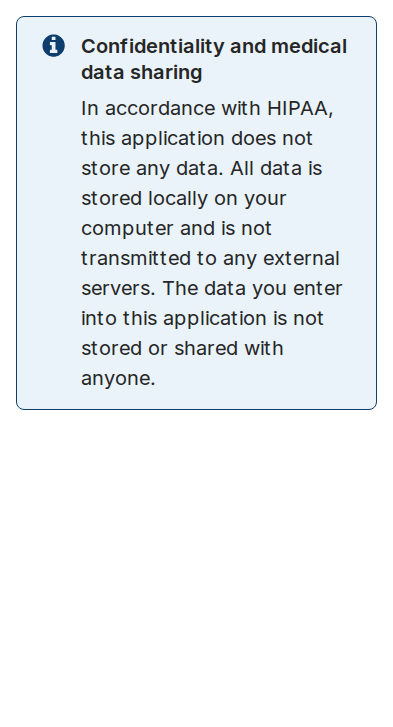 Confidentiality and medical
data sharing
In accordance with HIPAA,
this application does not
store any data. All data is
stored locally on your
computer and is not
transmitted to any external
servers. The data you enter
into this application is not
stored or shared with
anyone.